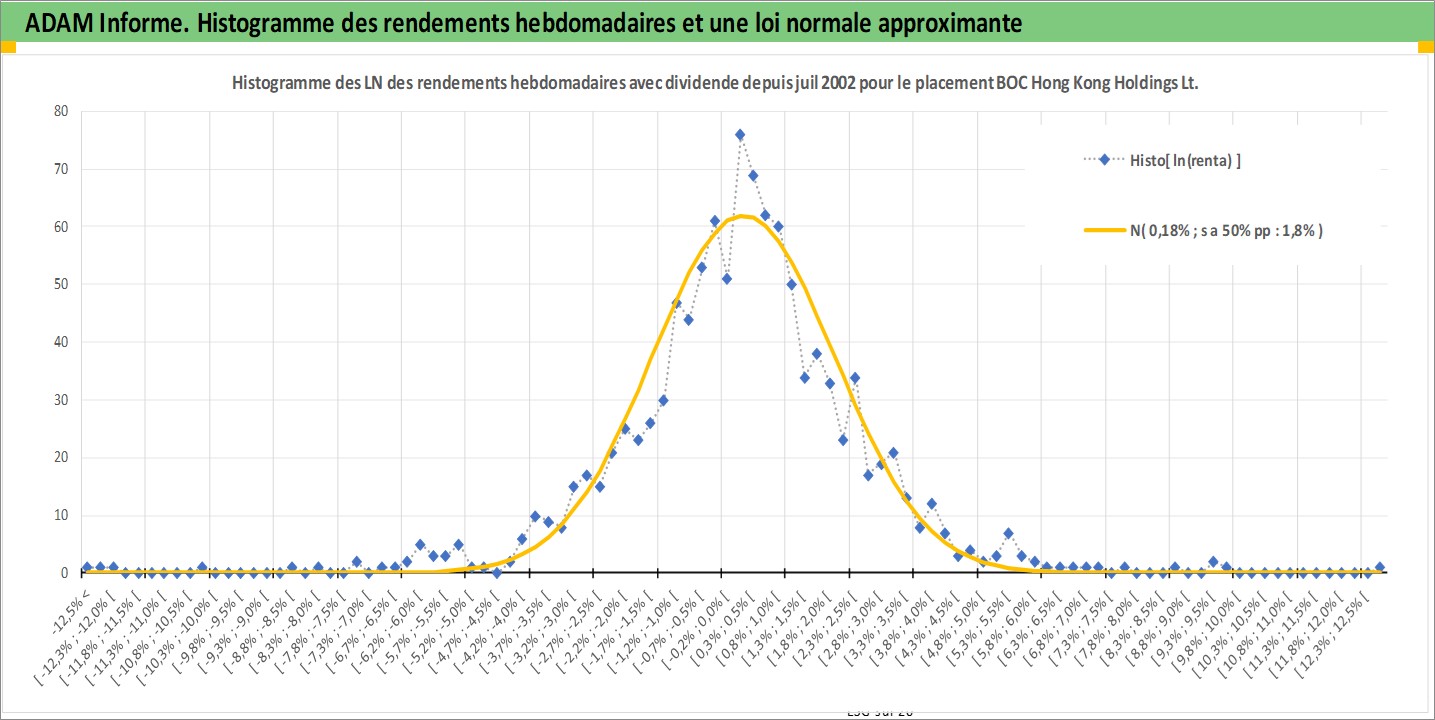 ADAM Informe. Histogramme des rendements hebdomadaires et une loi normale approximante
Histogramme des LN des rendements hebdomadaires avec dividende depuis juil 2002 pour le placement BOC Hong Kong Holdings Lt.
80
70
60
50
40
30
20
10
0
Histo[ ln(renta) ]
N( 0,18% ; s a 50% pp : 1,8% )
-12,5% <
[ -12,3% ; -12,0% [
[ -11,8% ; -11,5% [
[ -11,3% ; -11,0% [
[ -10,8% ; -10,5% [
[ -10,3% ; -10,0% [
[ -9,8% ; -9,5% [
[ -9,3% ; -9,0% [
[ -8,8% ; -8,5% [
[ -8,3% ; -8,0% [
[ -7,8% ; -7,5% [
[ -7,3% ; -7,0% [
[ -6,7% ; -6,5% [
[ -6,2% ; -6,0% [
[ -5,7% ; -5,5% [
[ -5,2% ; -5,0% [
[ -4,7% ; -4,5% [
[ -4,2% ; -4,0% [
[ -3,7% ; -3,5% [
[ -3,2% ; -3,0% [
[ -2,7% ; -2,5% [
[ -2,2% ; -2,0% [
[ -1,7% ; -1,5% [
[ -1,2% ; -1,0% [
[ -0,7% ; -0,5% [
[ -0,2% ; 0,0% [
[ 0,3% ; 0,5% [
[ 0,8% ; 1,0% [
[ 1,3% ; 1,5% [
[ 1,8% ; 2,0% [
[ 2,3% ; 2,5% [
[ 2,8% ; 3,0% [
[ 3,3% ; 3,5% [
[ 3,8% ; 4,0% [
[ 4,3% ; 4,5% [
[ 4,8% ; 5,0% [
[ 5,3% ; 5,5% [
[ 5,8% ; 6,0% [
[ 6,3% ; 6,5% [
[ 6,8% ; 7,0% [
[ 7,3% ; 7,5% [
[ 7,8% ; 8,0% [
[ 8,3% ; 8,5% [
[ 8,8% ; 9,0% [
[ 9,3% ; 9,5% [
[ 9,8% ; 10,0% [
[ 10,3% ; 10,5% [
[ 10,8% ; 11,0% [
[ 11,3% ; 11,5% [
[ 11,8% ; 12,0% [
[ 12,3% ; 12,5% [